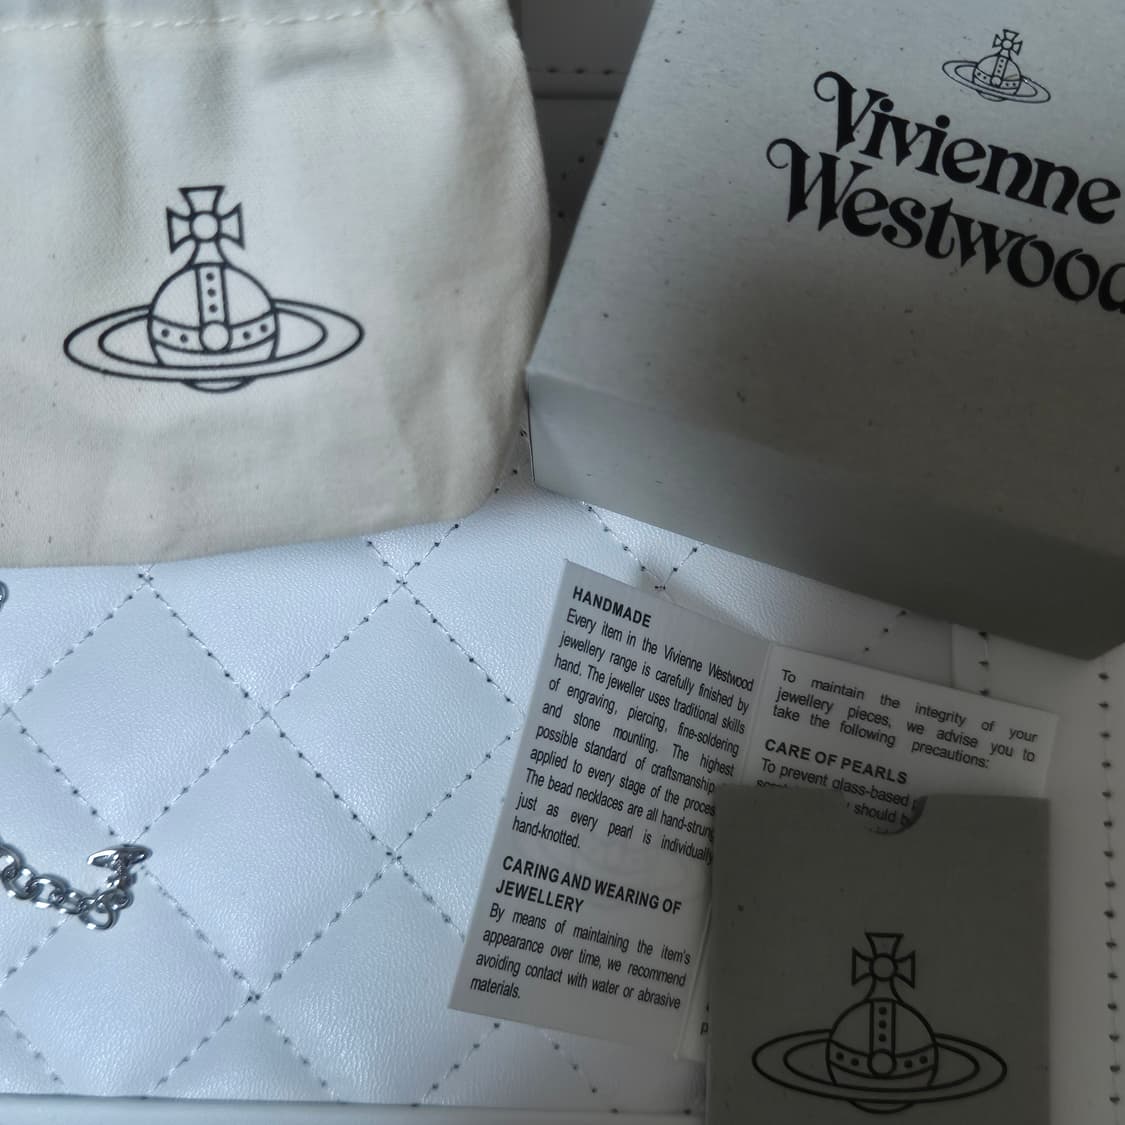 Vivienne
Westwood
HANDMADE
Every item in the Vivienne Westwood
jewellery range is carefully finished by
hand. The jeweller uses traditional skills
of engraving, piercing, fine-soldering
and stone mounting. The highest
possible standard of craftsmanship
applied to every stage of the
The bead necklaces are all
just as every pearl is individually
hand-knotted.
CARING AND WEARING OF
JEWELLERY
By means of maintaining the item's
appearance over time, we recommend
avoiding contact with water or abrasive
materials.
To maintain the integrity of your
jewellery pieces, we advise you to
take the following precautions:
CARE OF PEARLS
To prevent glass-based
should